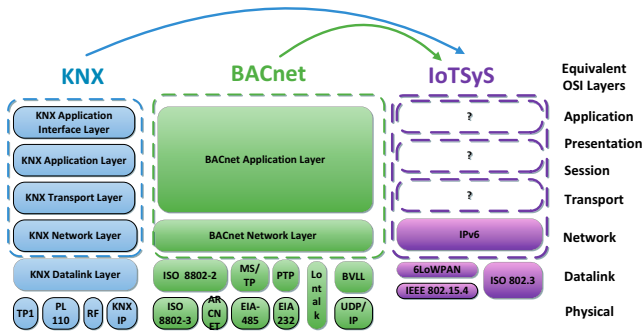 KNX
BACnet
IoTSyS
Equivalent
OSI Layers
KNX Application
Interface Layer
KNX Application Layer
KNX Transport Layer
KNX Network Layer
KNX Datalink Layer
TP1
PL
110
RF
KNX
IP
BACnet Application Layer
BACnet Network Layer
ISO 8802-2
MS/
TP
PTP
Lo
nt
al
k
BVLL
ISO
8802-3
AR
CN
ET
EIA-
485
EIA
232
UDP/
IP
?
?
?
IPv6
6LoWPAN
IEEE 802.15.4
ISO 802.3
Application
Presentation
Session
Transport
Network
Datalink
Physical